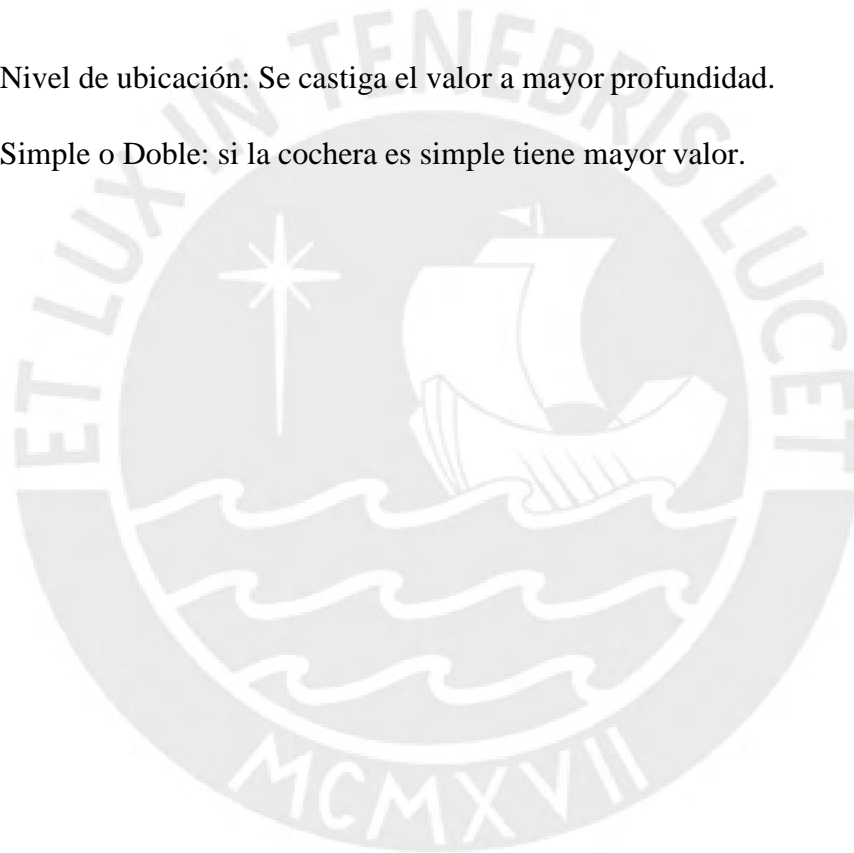 Nivel de ubicación: Se castiga el valor a mayor profundidad.
Simple o Doble: si la cochera es simple tiene mayor valor.
ET LUX IN TENEBRIS LUCET
MCMXVII